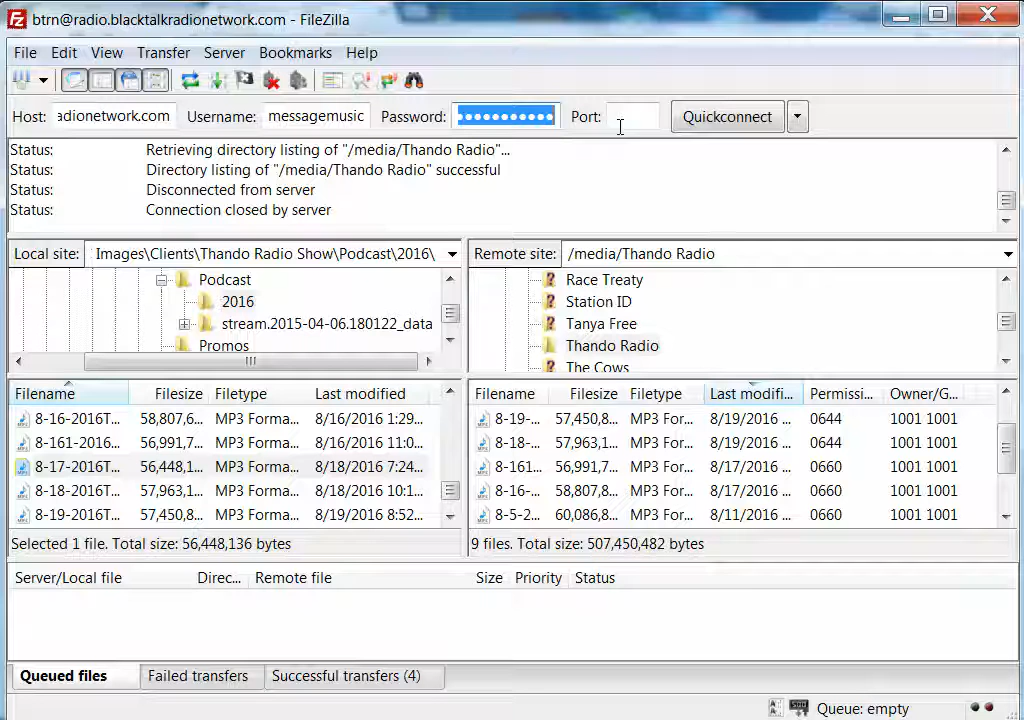 btrn@radio.blacktalkradionetwork.com - FileZilla
File Edit View Transfer Server Bookmarks Help
Host: adionetwork.com Username: messagemusic Password: ●●●●●●●●●●● Port: Quickconnect
Status: Retrieving directory listing of "/media/Thando Radio"...
Status: Directory listing of "/media/Thando Radio" successful
Status: Disconnected from server
Status: Connection closed by server
Local site: Images\Clients\Thando Radio Show\Podcast\2016\
Podcast
2016
stream.2015-04-06.180122_data
Promos
Remote site: /media/Thando Radio
Race Treaty
Station ID
Tanya Free
Thando Radio
The Cows
Filename Filesize Filetype Last modified
8-16-2016T... 58,807,6... MP3 Forma... 8/16/2016 1:29...
8-161-2016... 56,991,7... MP3 Forma... 8/16/2016 11:0...
8-17-2016T... 56,448,1... MP3 Forma... 8/18/2016 7:24...
8-18-2016T... 57,963,1... MP3 Forma... 8/18/2016 10:1...
8-19-2016T... 57,450,8... MP3 Forma... 8/19/2016 8:52...
Selected 1 file. Total size: 56,448,136 bytes
Filename Filesize Filetype Last modifi... Permissi... Owner/G...
8-19-... 57,450,8... MP3 For... 8/19/2016 ... 0644 1001 1001
8-18-... 57,963,1... MP3 For... 8/19/2016 ... 0644 1001 1001
8-161... 56,991,7... MP3 For... 8/17/2016 ... 0660 1001 1001
8-16-... 58,807,8... MP3 For... 8/17/2016 ... 0660 1001 1001
8-5-2... 60,086,8... MP3 For... 8/11/2016 ... 0660 1001 1001
9 files. Total size: 507,450,482 bytes
Server/Local file Direc... Remote file Size Priority Status
Queued files Failed transfers Successful transfers (4)
Queue: empty